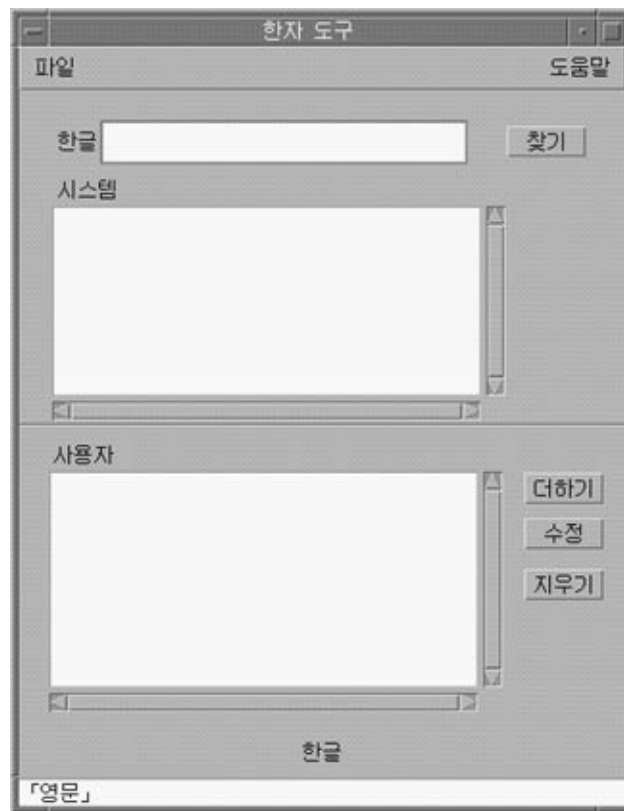 한자 도구
파일 도움말
한글 찾기
시스템
사용자
더하기
수정
지우기
한글
「영문」